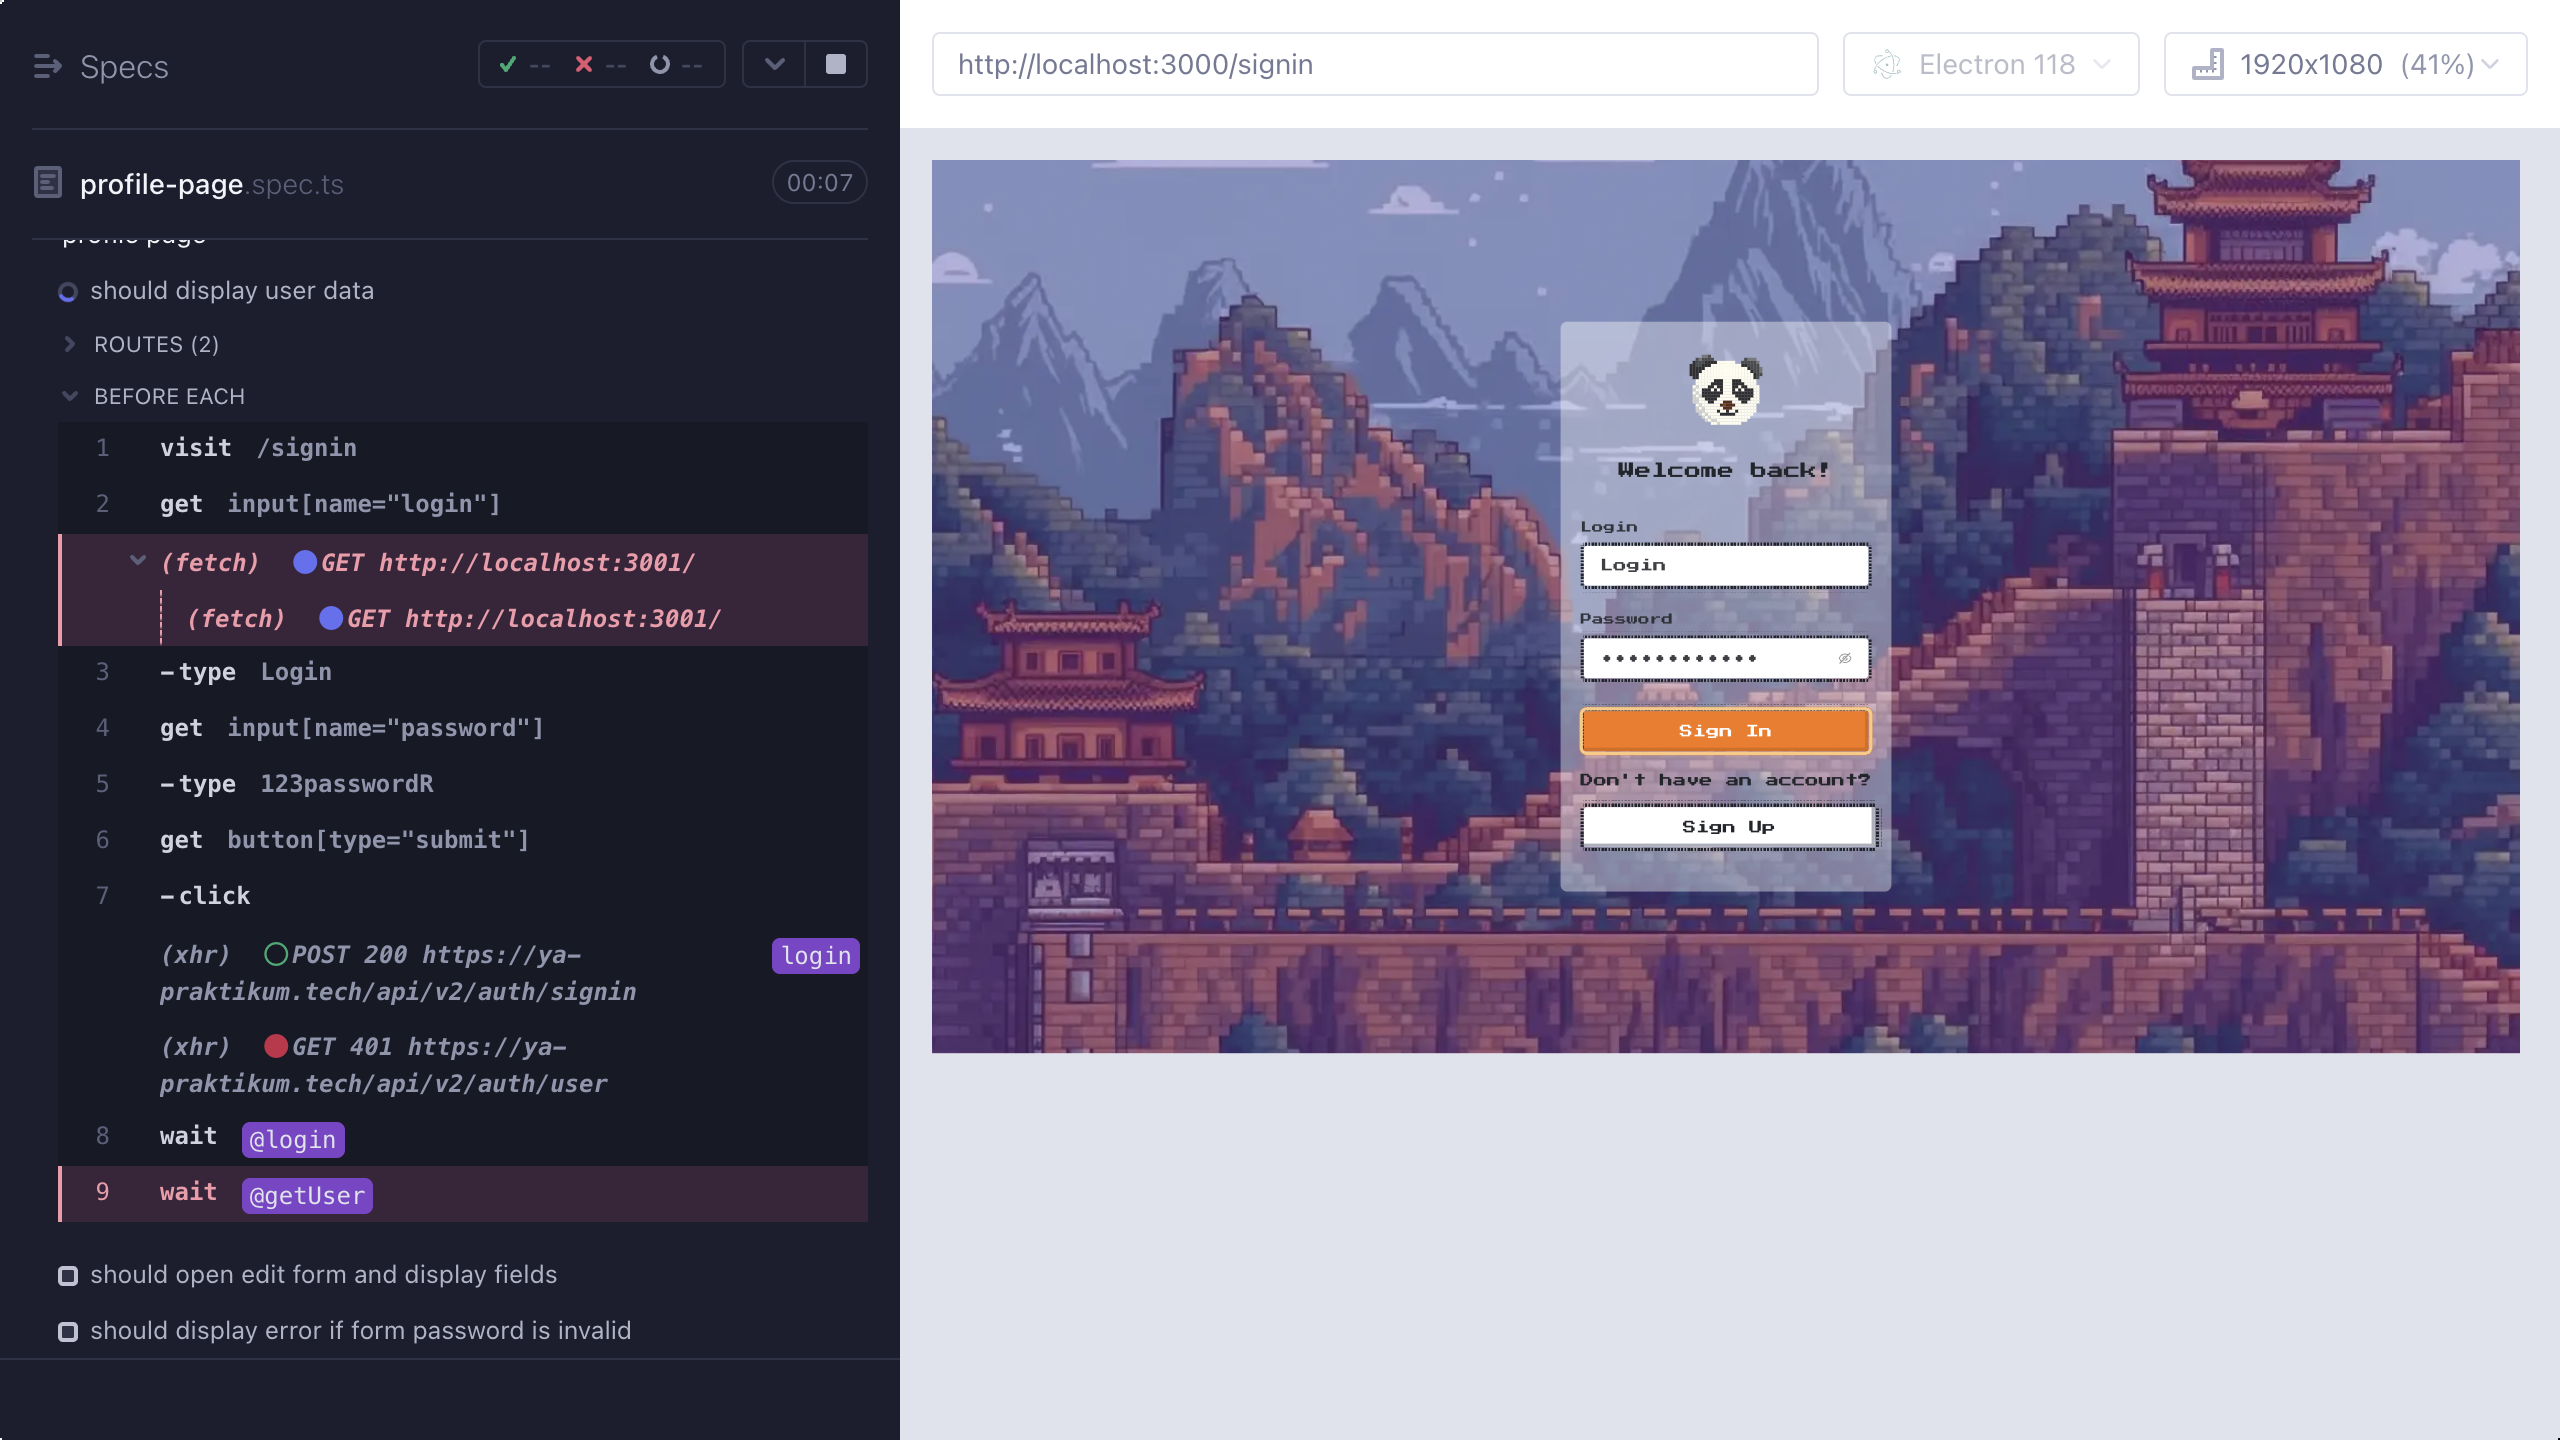 Specs
-- -- --
profile-page.spec.ts 00:07
profile page
should display user data
ROUTES (2)
BEFORE EACH
1 visit /signin
2 get input[name="login"]
(fetch) GET http://localhost:3001/
(fetch) GET http://localhost:3001/
3 -type Login
4 get input[name="password"]
5 -type 123passwordR
6 get button[type="submit"]
7 -click
(xhr) POST 200 https://ya- login
praktikum.tech/api/v2/auth/signin
(xhr) GET 401 https://ya-
praktikum.tech/api/v2/auth/user
8 wait @login
9 wait @getUser
should open edit form and display fields
should display error if form password is invalid
http://localhost:3000/signin Electron 118 1920x1080 (41%)
Welcome back!
Login
Login
Password
••••••••••••
Sign In
Don't have an account?
Sign Up